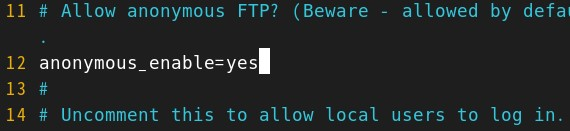 11 # Allow anonymous FTP? (Beware - allowed by defau
.
12 anonymous_enable=yes
13 #
14 # Uncomment this to allow local users to log in.